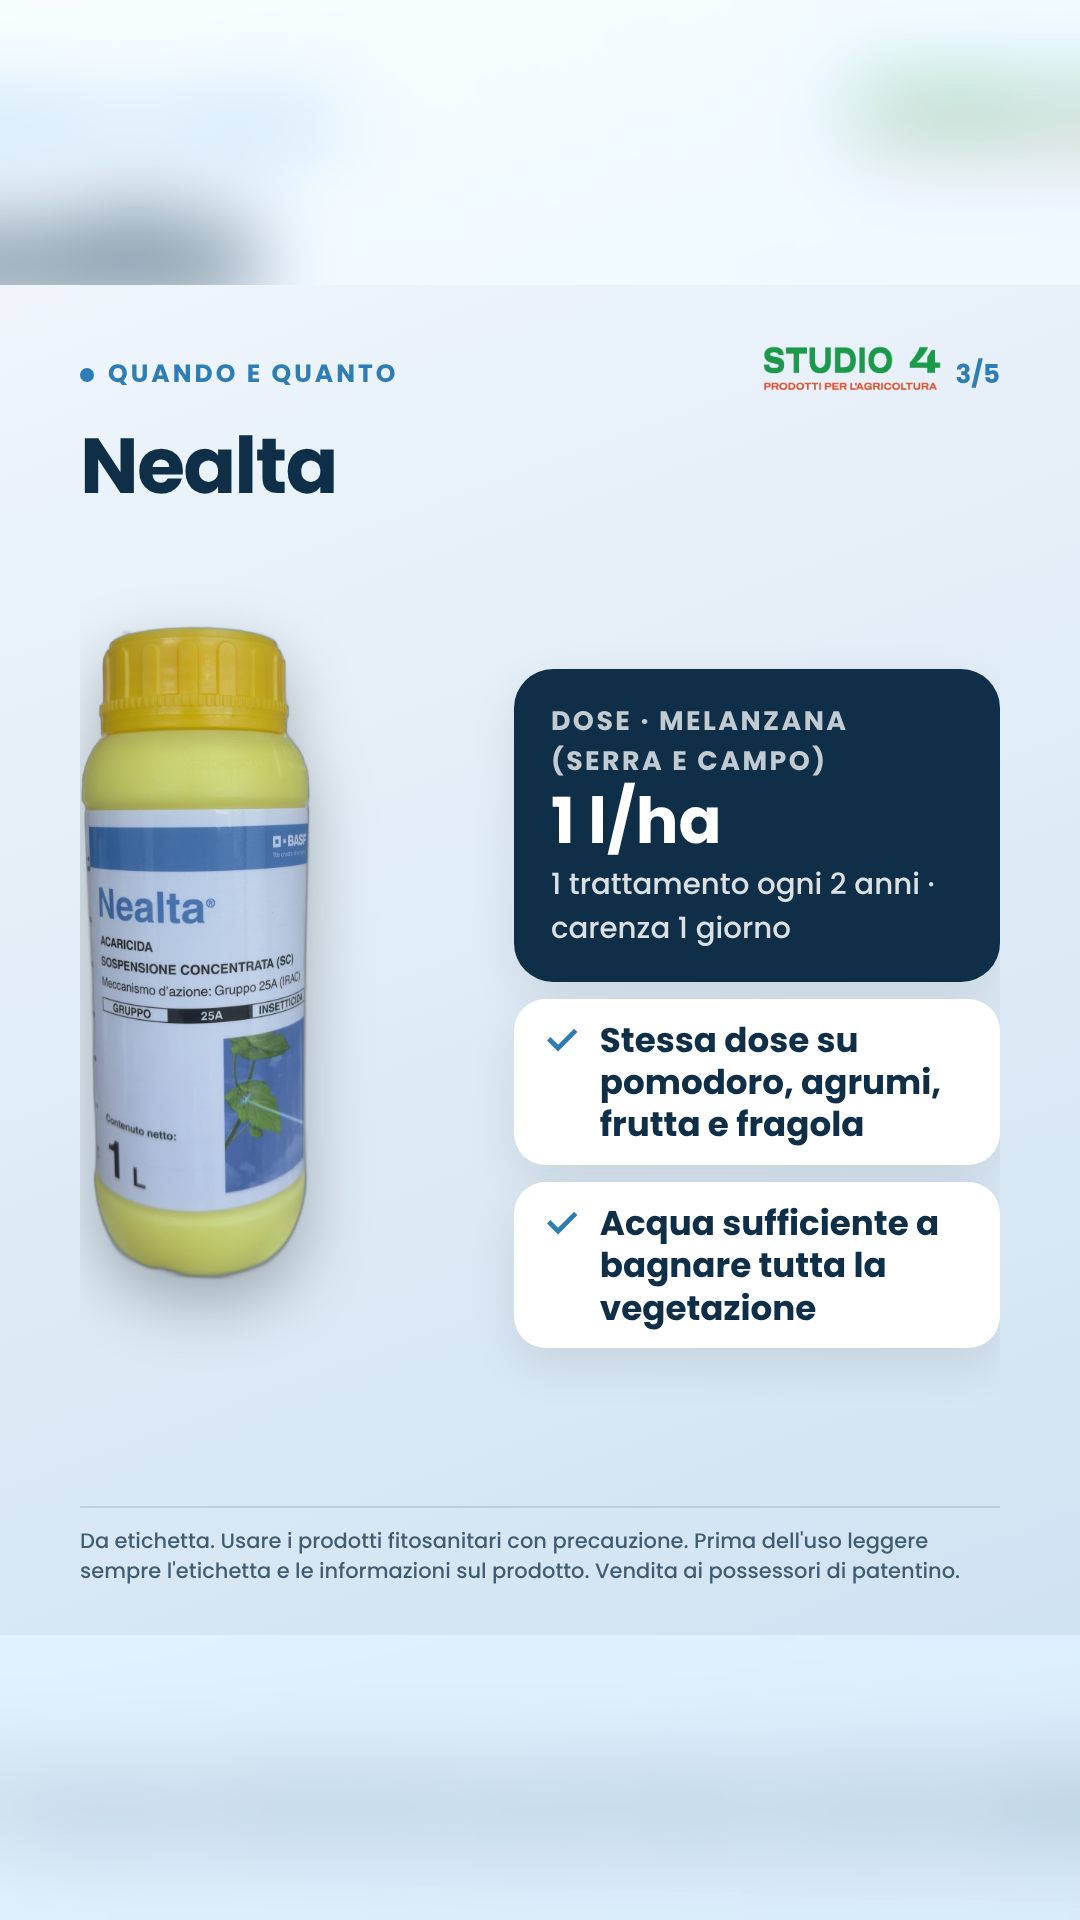 QUANDO E QUANTO
STUDIO 4
PRODOTTI PER L'AGRICOLTURA
3/5
Nealta
BASF
Nealta®
ACARICIDA
SOSPENSIONE CONCENTRATA (SC)
Meccanismo d'azione: Gruppo 25A (IRAC)
GRUPPO 25A INSETTICIDA
Contenuto netto:
1 L
DOSE · MELANZANA
(SERRA E CAMPO)
1 l/ha
1 trattamento ogni 2 anni ·
carenza 1 giorno
Stessa dose su
pomodoro, agrumi,
frutta e fragola
Acqua sufficiente a
bagnare tutta la
vegetazione
Da etichetta. Usare i prodotti fitosanitari con precauzione. Prima dell'uso leggere
sempre l'etichetta e le informazioni sul prodotto. Vendita ai possessori di patentino.